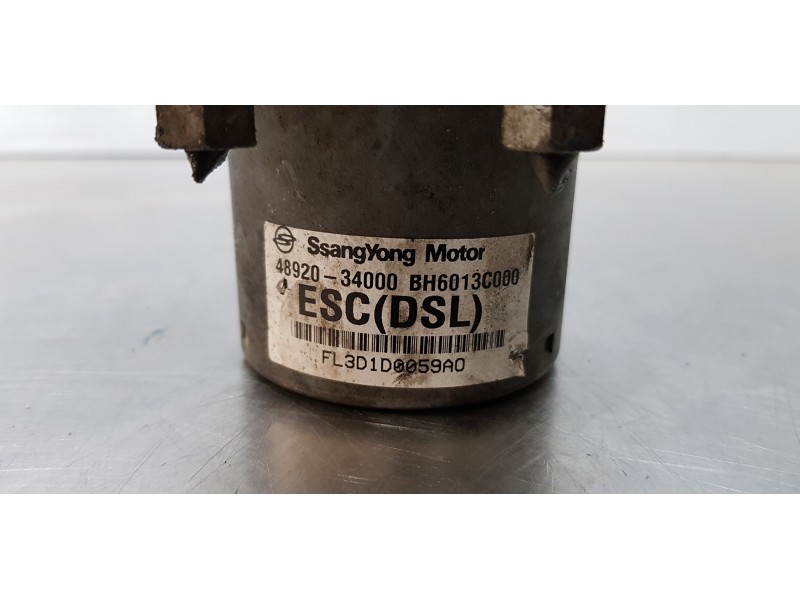 SsangYong Motor
48920-34000 BH6013C000
ESC(DSL)
FL3D1D0059A0